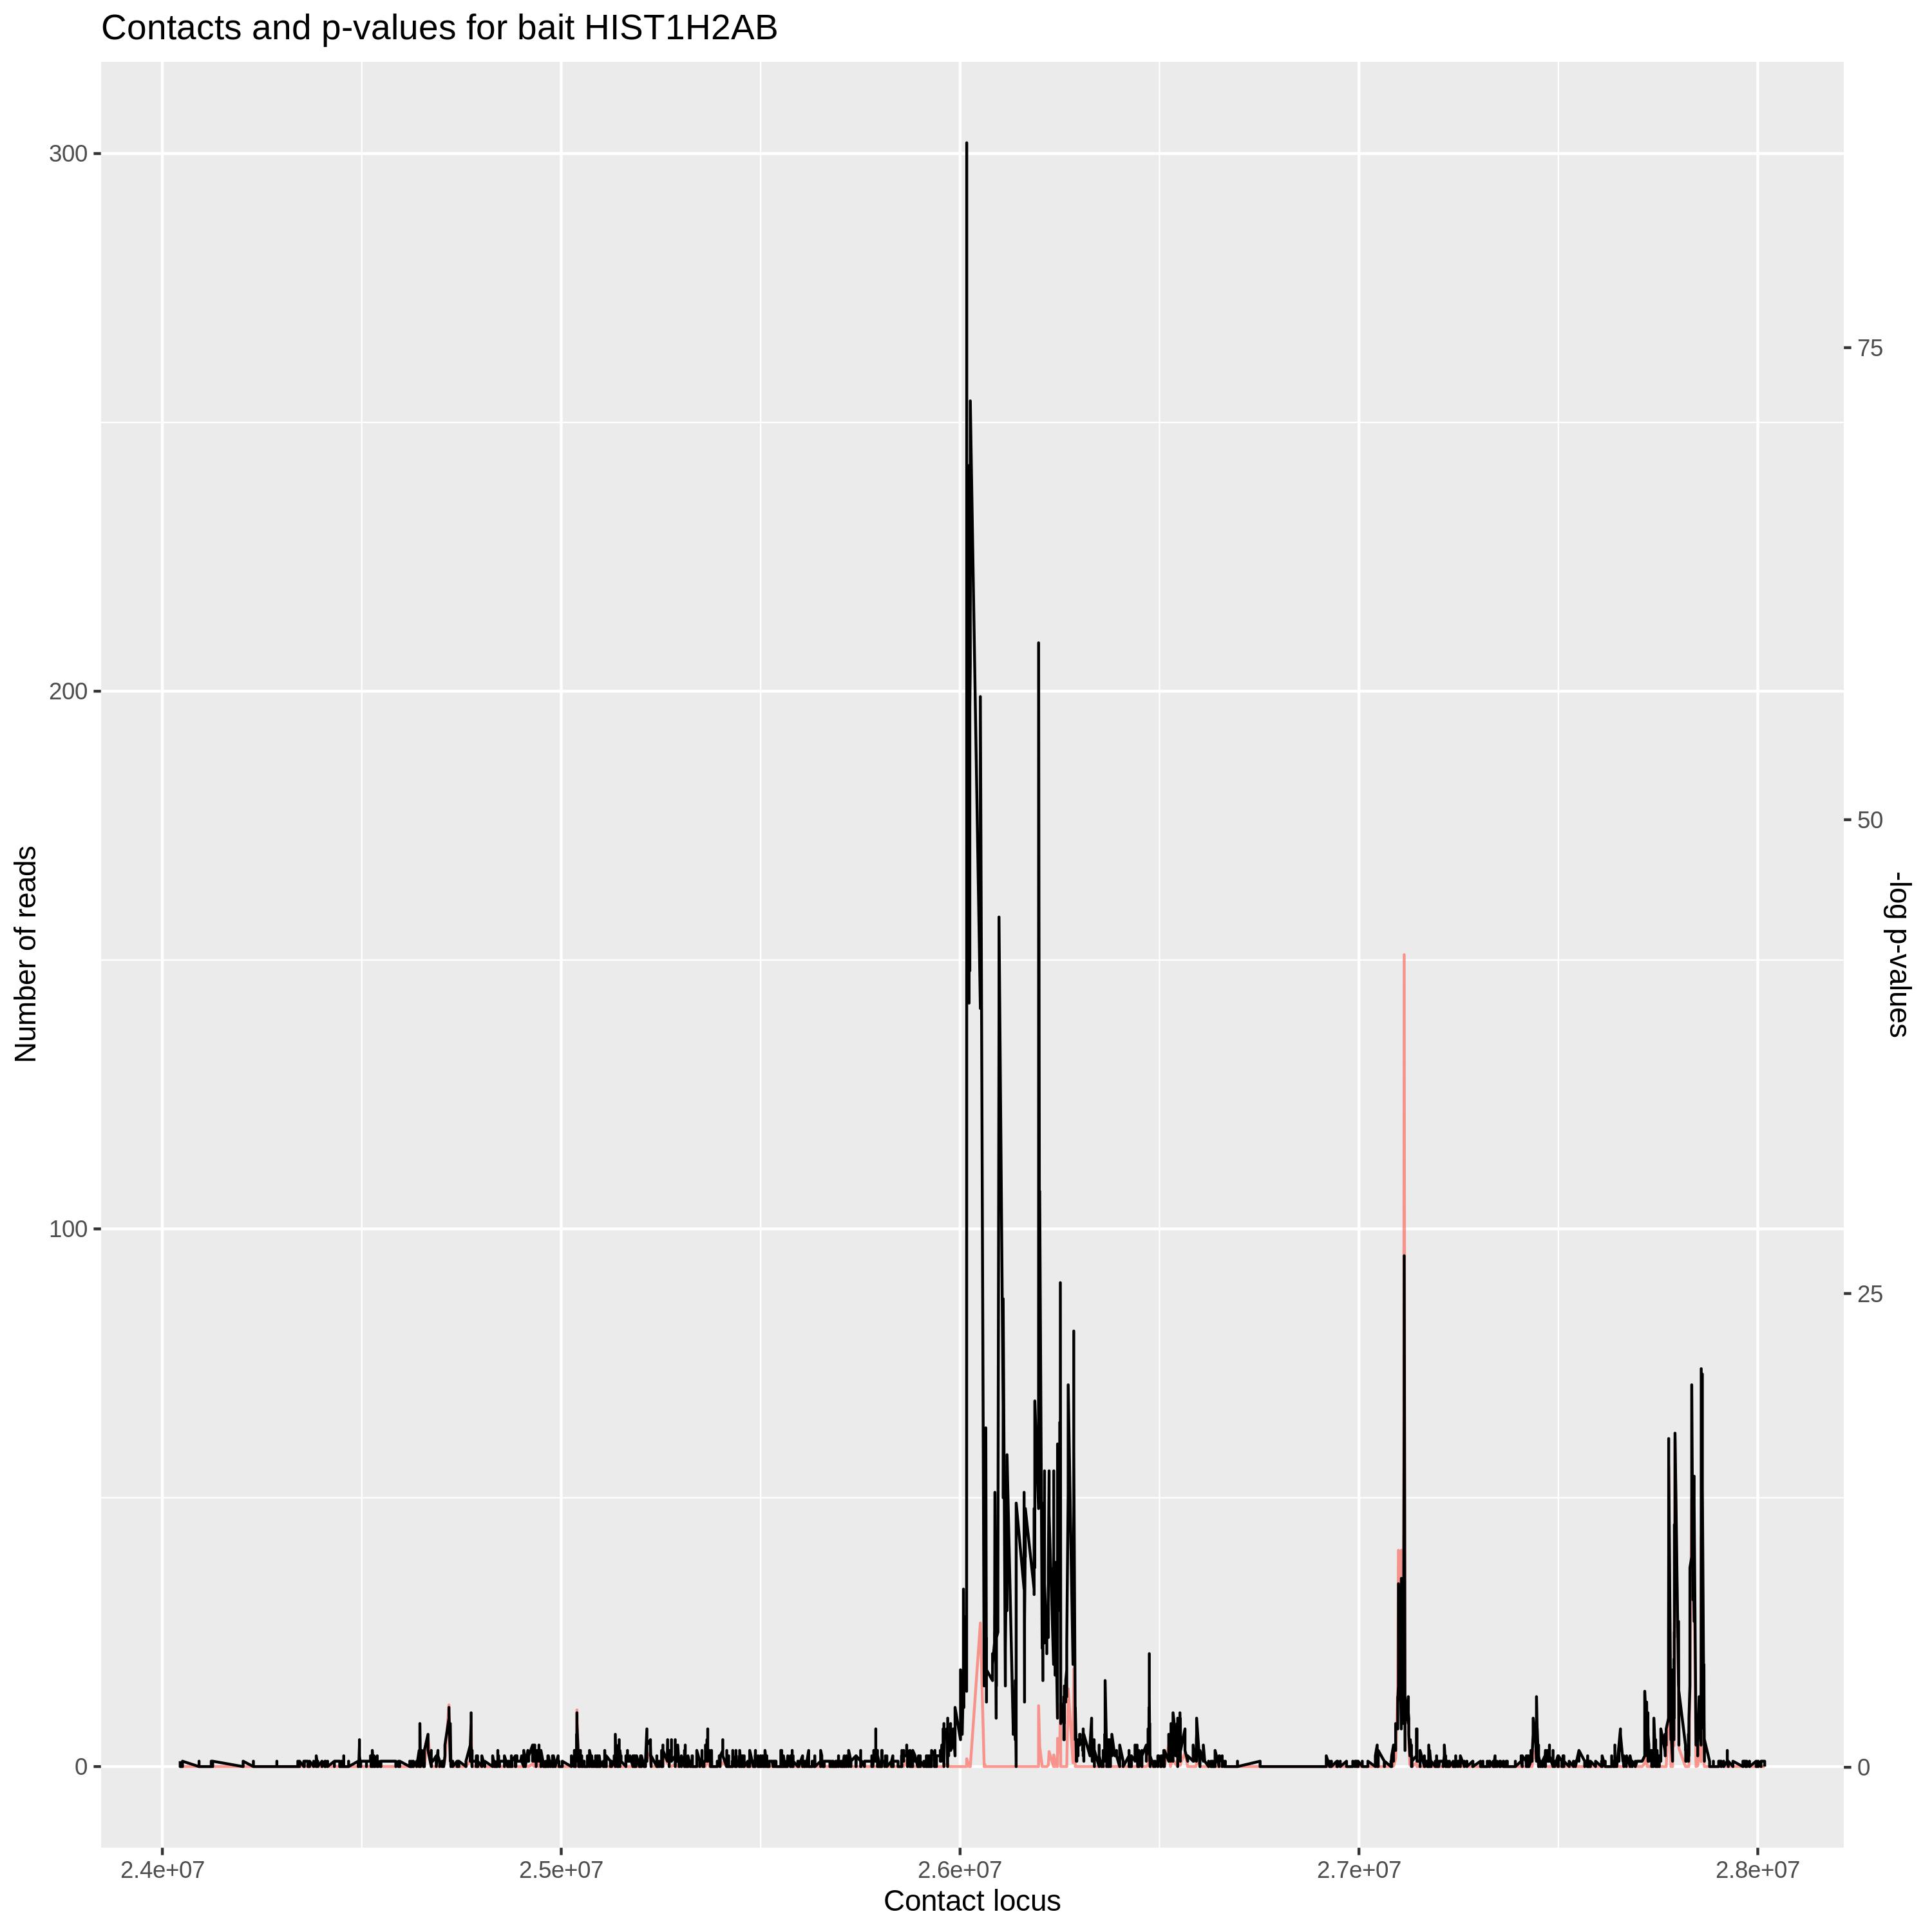 Contacts and p-values for bait HIST1H2AB
300
200
100
0
Number of reads
75
50
25
0
-log p-values
2.4e+07
2.5e+07
2.6e+07
2.7e+07
2.8e+07
Contact locus